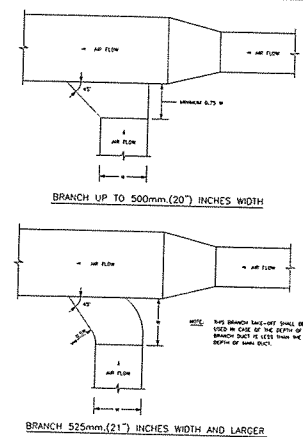 AIR FLOW
AIR FLOW
45°
MINIMUM 0.75 W
AIR FLOW
W
BRANCH UP TO 500mm.(20") INCHES WIDTH
AIR FLOW
AIR FLOW
45°
W
NOTE: THIS BRANCH TAKE-OFF SHALL BE
USED IN CASE OF THE DEPTH OF
BRANCH DUCT IS LESS THAN THE
DEPTH OF MAIN DUCT.
AIR FLOW
W
BRANCH 525mm.(21") INCHES WIDTH AND LARGER